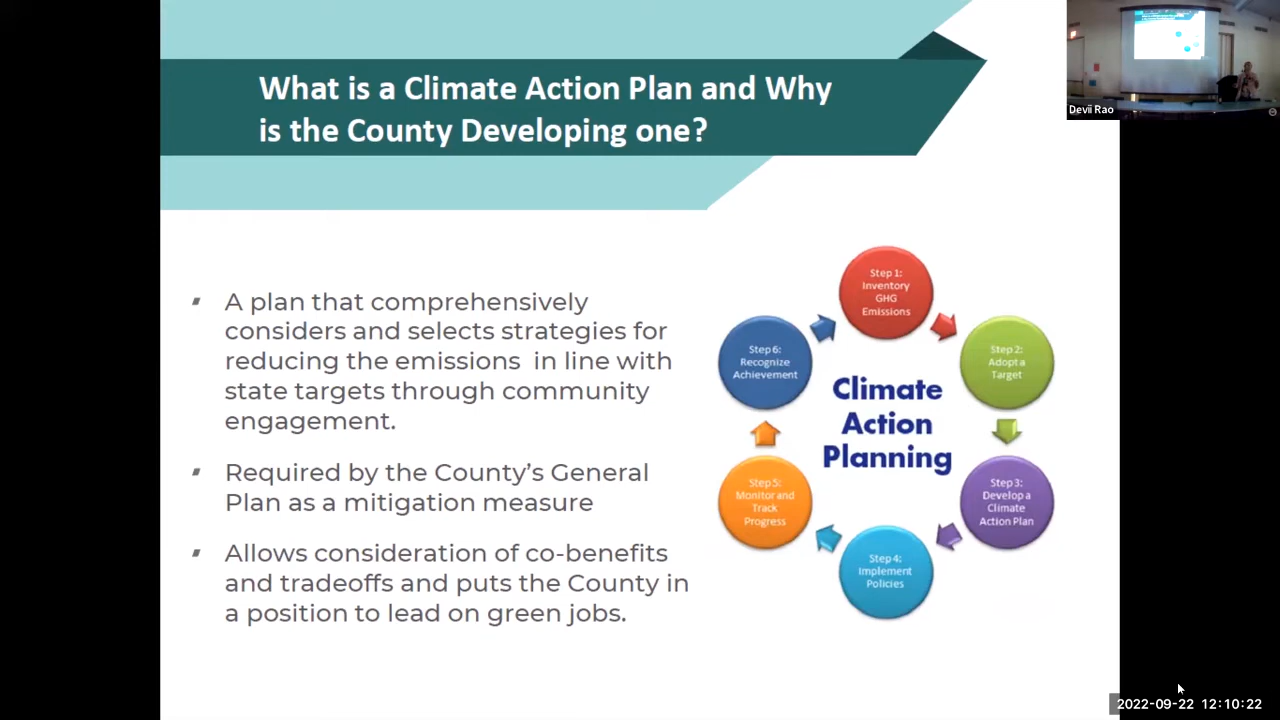 What is a Climate Action Plan and Why
is the County Developing one?
Devii Rao
A plan that comprehensively
considers and selects strategies for
reducing the emissions in line with
state targets through community
engagement.
Required by the County's General
Plan as a mitigation measure
Allows consideration of co-benefits
and tradeoffs and puts the County in
a position to lead on green jobs.
Step 1:
Inventory
GHG
Emissions
Step 2:
Adopt a
Target
Step 3:
Develop a
Climate
Action Plan
Step 4:
Implement
Policies
Step 5:
Monitor and
Track
Progress
Step 6:
Recognize
Achievement
Climate
Action
Planning
2022-09-22 12:10:22